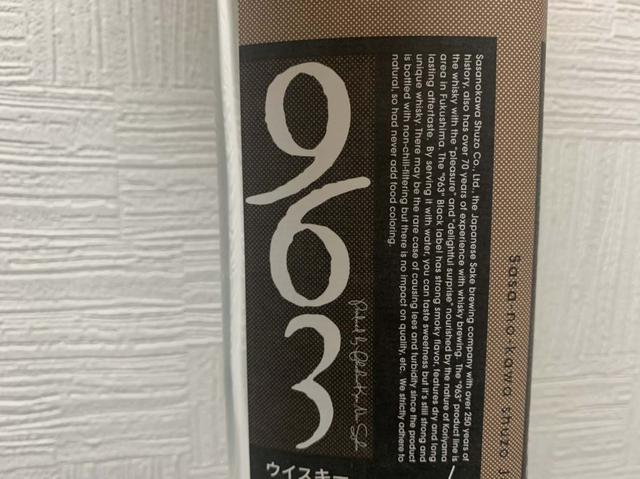 963
Sasanokawa Shuzo Co., Ltd., the Japanese Sake brewing company with over 250 years of
history, also has over 70 years of experience with whisky brewing. The "963" product line is
the whisky with the "pleasure" and "delightful surprise" nourished by the nature of Koriyama
area in Fukushima. The "963" Black label has strong smoky flavor, features dry and long
lasting aftertaste. By serving it with water, you can taste sweetness but it's still strong and
unique whisky. There may be the rare case of causing lees and turbidity since the product
is bottled with non-chill-filtering but there is no impact on quality, etc. We strictly adhere to
natural, so had never add food coloring.
sasa no kawa shuzo
ウイスキー